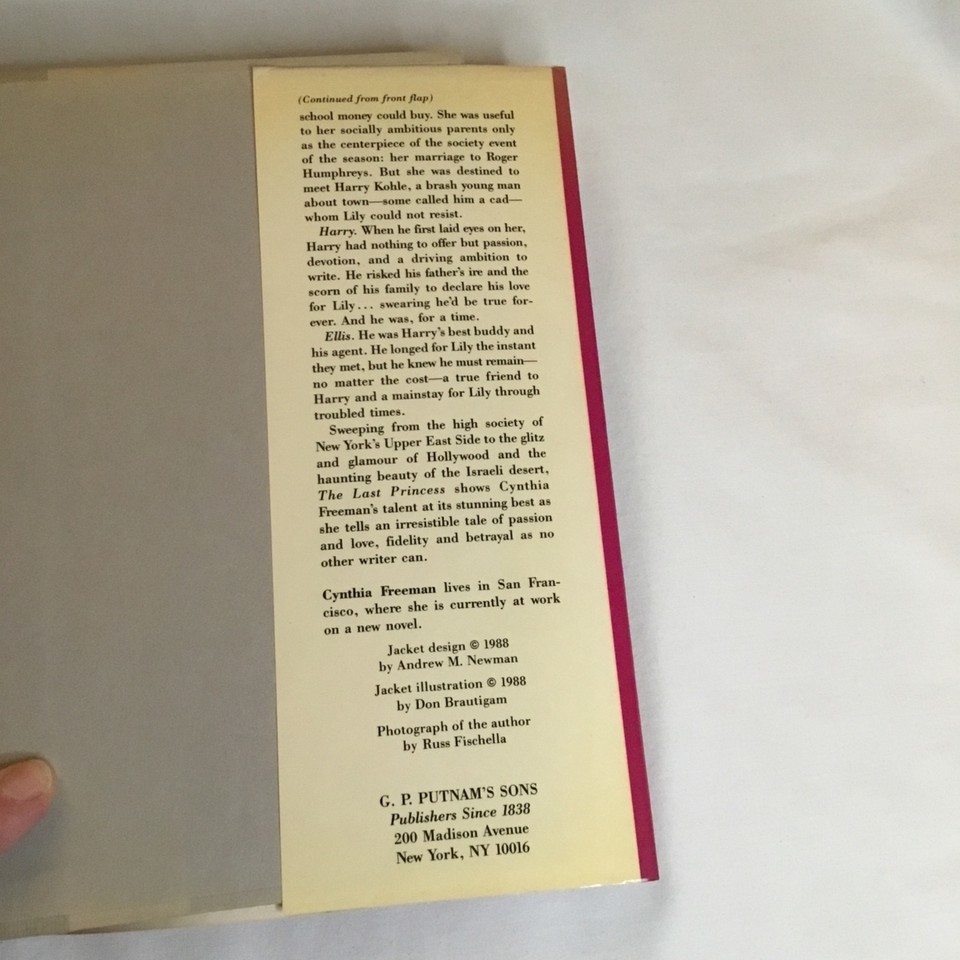 (Continued from front flap)
school money could buy. She was useful
to her socially ambitious parents only
as the centerpiece of the society event
of the season: her marriage to Roger
Humphreys. But she was destined to
meet Harry Kohle, a brash young man
about town—some called him a cad—
whom Lily could not resist.
Harry. When he first laid eyes on her,
Harry had nothing to offer but passion,
devotion, and a driving ambition to
write. He risked his father's ire and the
scorn of his family to declare his love
for Lily... swearing he'd be true for-
ever. And he was, for a time.
Ellis. He was Harry's best buddy and
his agent. He longed for Lily the instant
they met, but he knew he must remain—
no matter the cost—a true friend to
Harry and a mainstay for Lily through
troubled times.
Sweeping from the high society of
New York's Upper East Side to the glitz
and glamour of Hollywood and the
haunting beauty of the Israeli desert,
The Last Princess shows Cynthia
Freeman's talent at its stunning best as
she tells an irresistible tale of passion
and love, fidelity and betrayal as no
other writer can.
Cynthia Freeman lives in San Fran-
cisco, where she is currently at work
on a new novel.
Jacket design © 1988
by Andrew M. Newman
Jacket illustration © 1988
by Don Brautigam
Photograph of the author
by Russ Fischella
G. P. PUTNAM'S SONS
Publishers Since 1838
200 Madison Avenue
New York, NY 10016